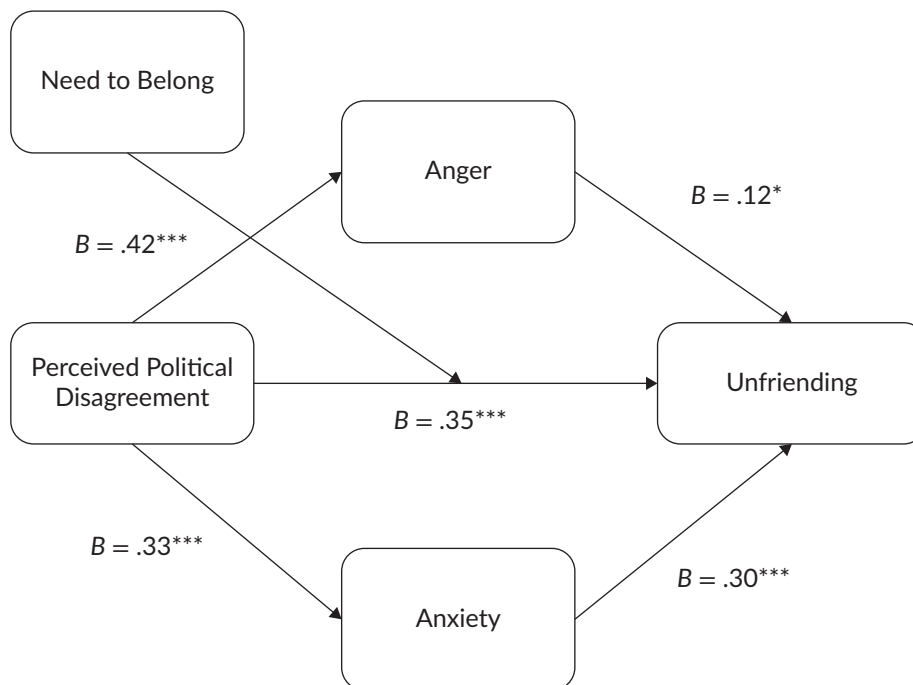 Need to Belong
Anger
B = .12*
B = .42***
Perceived Political
Disagreement
Unfriending
B = .35***
B = .33***
B = .30***
Anxiety